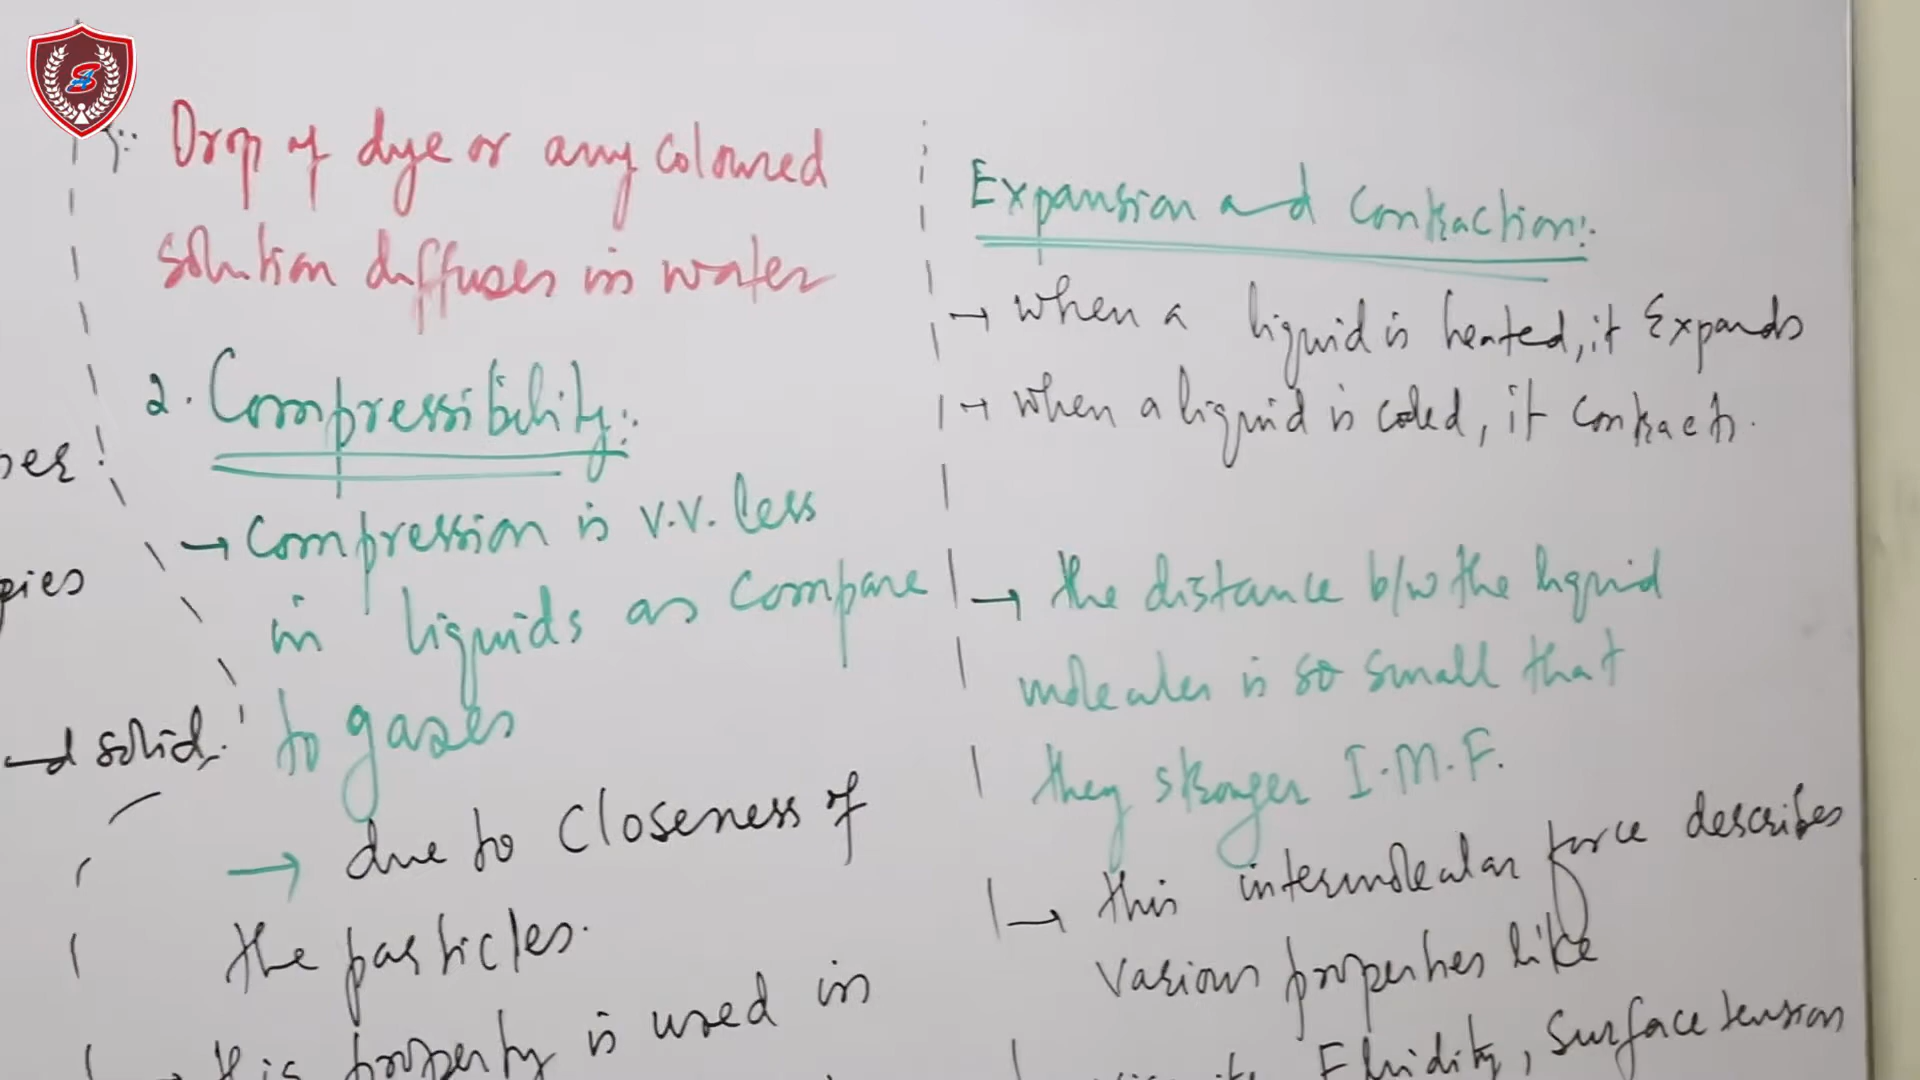 Drop of dye or any coloured
solution diffuses in water
2. Compressibility:
→ Compression is v.v. less
in liquids as compare
to gases
→ due to Closeness of
the particles.
→ this property is used in
and solid.
Expansion and Contraction:
→ when a liquid is heated, it Expands
→ when a liquid is coled, it contracts.
→ the distance b/w the liquid
molecules is so small that
they stronger I.M.F.
→ this intermolecular force describes
various properties like
Fluidity, Surface tension